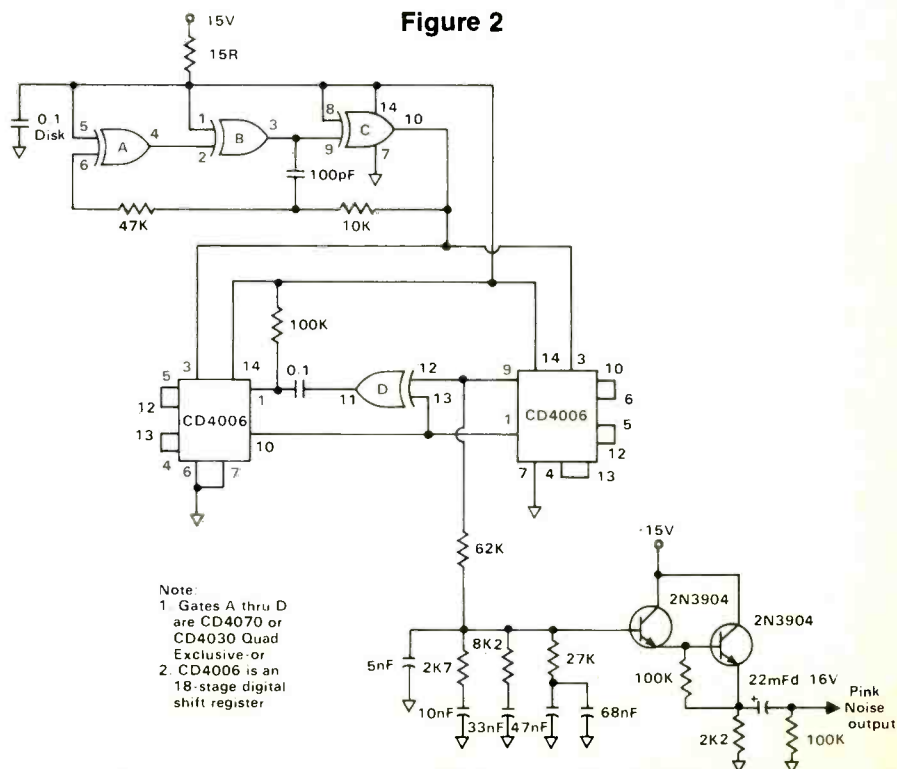 Figure 2
15V
15R
0.1
Disk
5
6
A
4
1
2
B
3
8
9
C
14
10
7
100pF
47K
10K
100K
3
14
5
12
13
4
CD4006
1
10
6
7
0.1
11
D
12
13
9
14
3
10
6
CD4006
5
12
1
7
4
13
62K
15V
2N3904
2N3904
5nF
2K7
8K2
27K
100K
22mFd 16V
Pink
Noise
output
10nF
33nF
47nF
68nF
2K2
100K
Note:
1. Gates A thru D
are CD4070 or
CD4030 Quad
Exclusive-or
2. CD4006 is an
18-stage digital
shift register